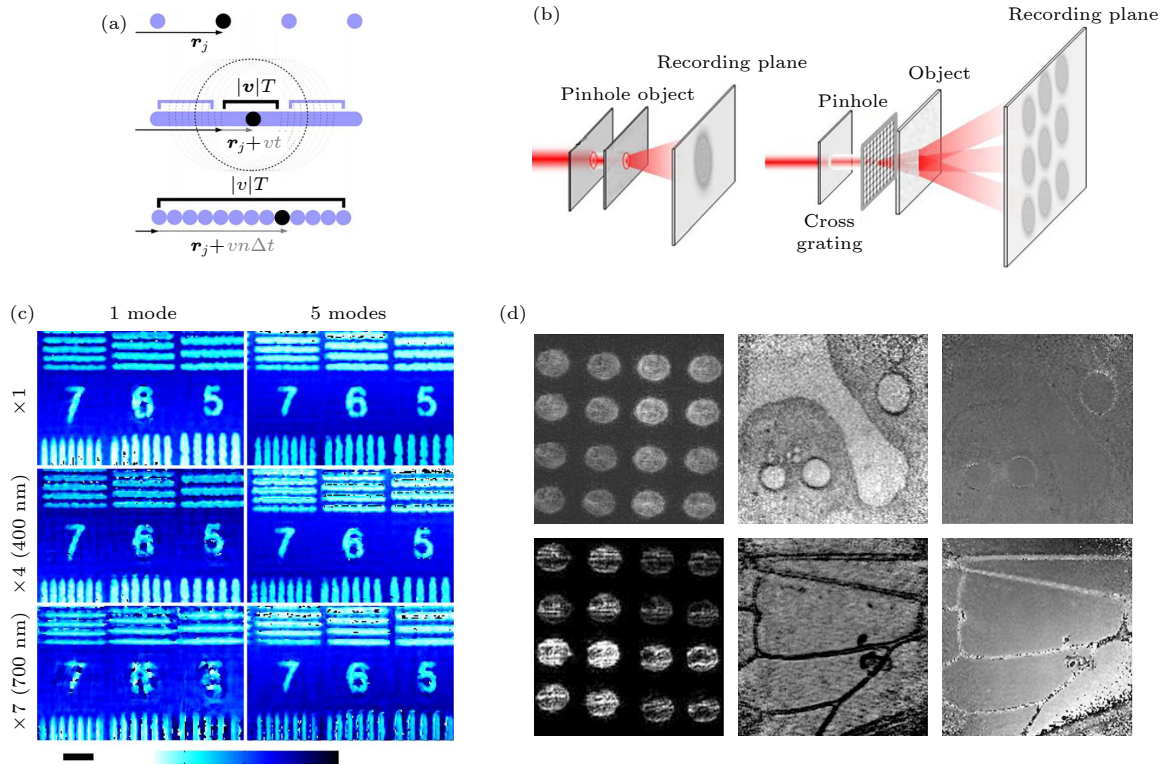 (a)
r_j
|v|T
r_j+vt
|v|T
r_j+vnΔt
(b)
Recording plane
Pinhole object
Recording plane
Object
Pinhole
Cross
grating
(c)
1 mode
5 modes
×1
7 6 5
7 6 5
×4 (400 nm)
7 6 5
7 6 5
×7 (700 nm)
7
7 6 5
(d)